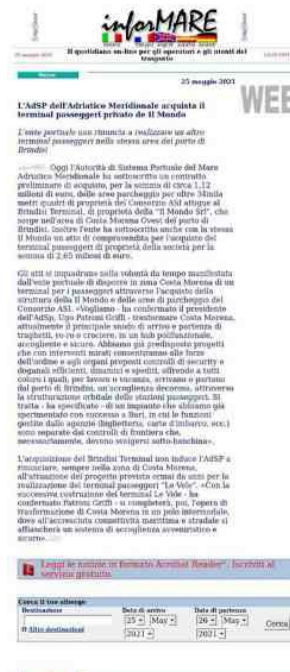 inforMARE
25 maggio 2021
Il quotidiano on-line per gli operatori e gli utenti del
trasporto
25 maggio 2021
WEB
L'AdSP dell'Adriatico Meridionale acquista il
terminal passeggeri privato de Il Mondo
L'ente portuale non rinuncia a realizzare un altro
terminal passeggeri nella stessa area del porto di
Brindisi
Oggi l'Autorità di Sistema Portuale del Mare
Adriatico Meridionale ha sottoscritto un contratto
preliminare di acquisto, per la somma di circa 1,12
milioni di euro, delle aree parcheggio per oltre 34mila
metri quadri di proprietà del Consorzio ASI attigue al
Brindisi Terminal, di proprietà della "Il Mondo Srl", che
sorge nell'area di Costa Morena Ovest del porto di
Brindisi. Inoltre l'ente ha sottoscritto anche con la stessa
Il Mondo un atto di compravendita per l'acquisto del
terminal passeggeri di proprietà della società per la
somma di 2,65 milioni di euro.
Gli atti si inquadrano nella volontà da tempo manifestata
dall'ente portuale di disporre in zona Costa Morena di un
terminal per i passeggeri attraverso l'acquisto della
struttura della Il Mondo e delle aree di parcheggio del
Consorzio ASI. «Vogliamo - ha confermato il presidente
dell'AdSp, Ugo Patroni Griffi - trasformare Costa Morena,
attualmente il principale snodo di arrivo e partenza di
traghetti, ro-ro e crociere, in un hub polifunzionale,
accogliente e sicuro. Abbiamo già predisposto progetti
che con interventi mirati consentiranno alle forze
dell'ordine e agli organi preposti controlli di security e
doganali efficienti, dinamici e spediti, offrendo a tutti
coloro i quali, per lavoro o vacanza, arrivano o partono
dal porto di Brindisi, un'accoglienza decorosa, attraverso
la strutturazione orbitale delle stazioni passeggeri. Si
tratta - ha specificato - di un impianto che abbiamo già
sperimentato con successo a Bari, in cui le funzioni
gestite dalle agenzie (biglietteria, carte d'imbarco, ecc.)
sono separate dai controlli di frontiera che,
necessariamente, devono svolgersi sotto-banchina».
L'acquisizione del Brindisi Terminal non induce l'AdSP a
rinunciare, sempre nella zona di Costa Morena,
all'attuazione del progetto previsto ormai da anni per la
realizzazione del terminal passeggeri "Le Vele". «Con la
successiva costruzione del terminal Le Vele - ha
confermato Patroni Griffi - si completerà, poi, l'opera di
trasformazione di Costa Morena in un polo intermodale,
dove all'accresciuta connettività marittima e stradale si
affiancherà un sistema di accoglienza avveniristico e
sicuro».
Leggi le notizie in formato Acrobat Reader®. Iscriviti al
servizio gratuito.
Cerca il tuo albergo
Destinazione Data di arrivo Data di partenza
25 May 26 May Cerca
Altre destinazioni 2021 2021